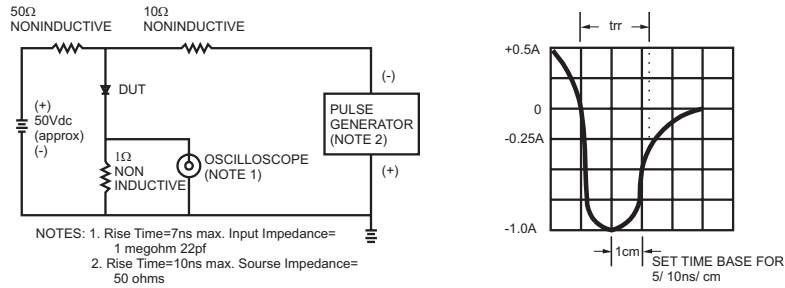 50Ω
NONINDUCTIVE
10Ω
NONINDUCTIVE
DUT
(+)
50Vdc
(approx)
(-)
1Ω
NON
INDUCTIVE
OSCILLOSCOPE
(NOTE 1)
(-)
PULSE
GENERATOR
(NOTE 2)
(+)
NOTES: 1. Rise Time=7ns max. Input Impedance=
1 megohm 22pf
2. Rise Time=10ns max. Sourse Impedance=
50 ohms
trr
+0.5A
0
-0.25A
-1.0A
1cm
SET TIME BASE FOR
5/ 10ns/ cm